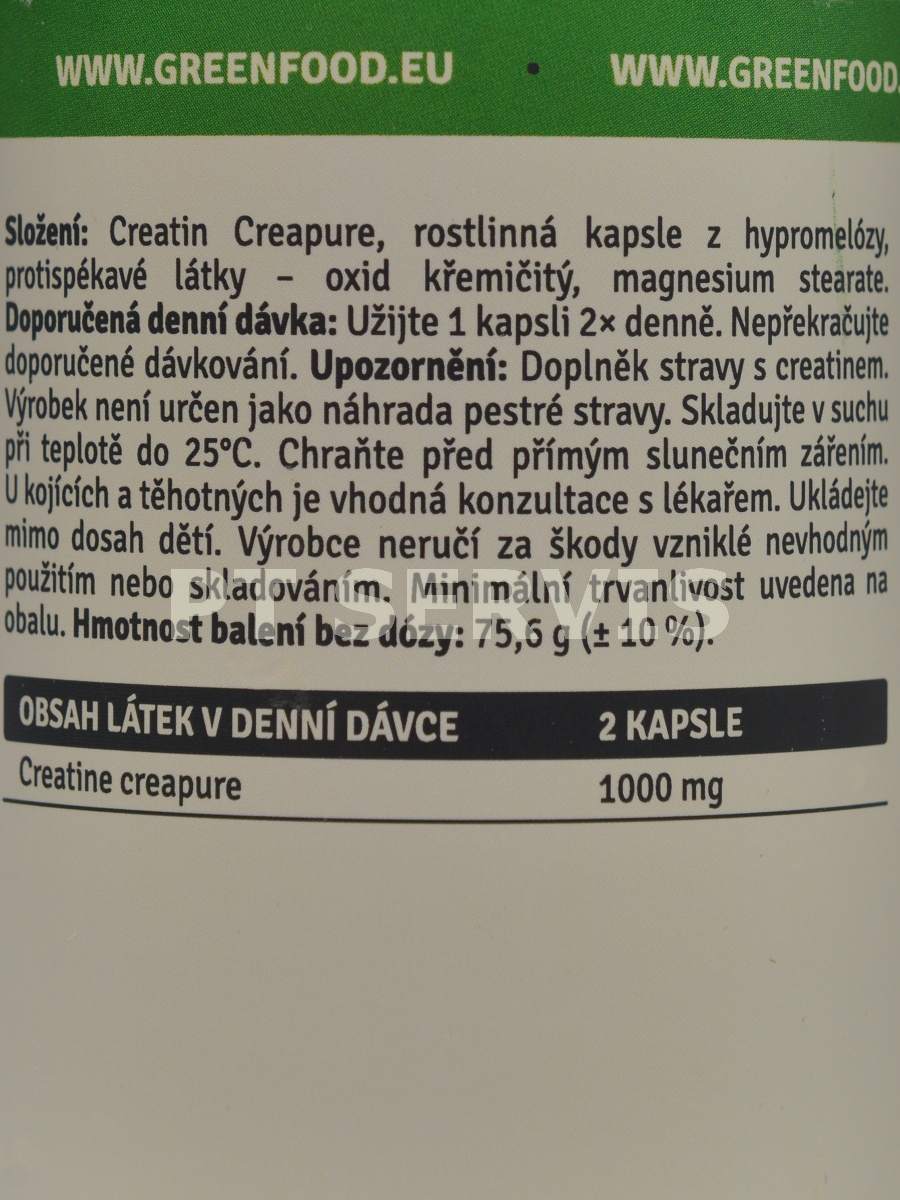 WWW.GREENFOOD.EU • WWW.GREENFOOD.
Složení: Creatin Creapure, rostlinná kapsle z hypromelózy,
protispékavé látky – oxid křemičitý, magnesium stearate.
Doporučená denní dávka: Užijte 1 kapsli 2× denně. Nepřekračujte
doporučené dávkování. Upozornění: Doplněk stravy s creatinem.
Výrobek není určen jako náhrada pestré stravy. Skladujte v suchu
při teplotě do 25°C. Chraňte před přímým slunečním zářením.
U kojících a těhotných je vhodná konzultace s lékařem. Ukládejte
mimo dosah dětí. Výrobce neručí za škody vzniklé nevhodným
použitím nebo skladováním. Minimální trvanlivost uvedena na
obalu. Hmotnost balení bez dózy: 75,6 g (± 10 %).
PT SERVIS
OBSAH LÁTEK V DENNÍ DÁVCE 2 KAPSLE
Creatine creapure 1000 mg